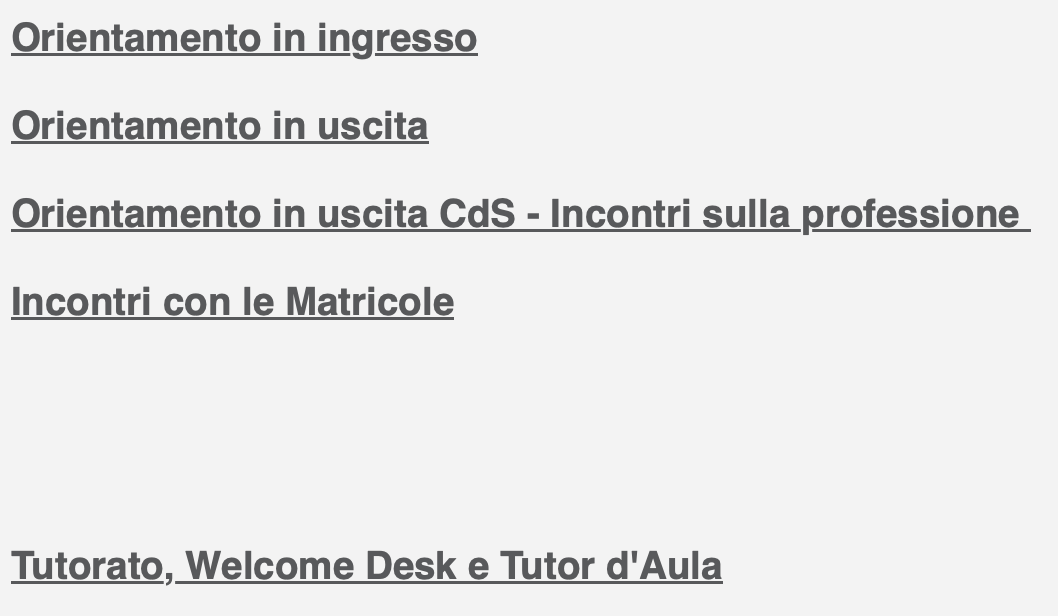 Orientamento in ingresso
Orientamento in uscita
Orientamento in uscita CdS - Incontri sulla professione
Incontri con le Matricole
Tutorato, Welcome Desk e Tutor d'Aula